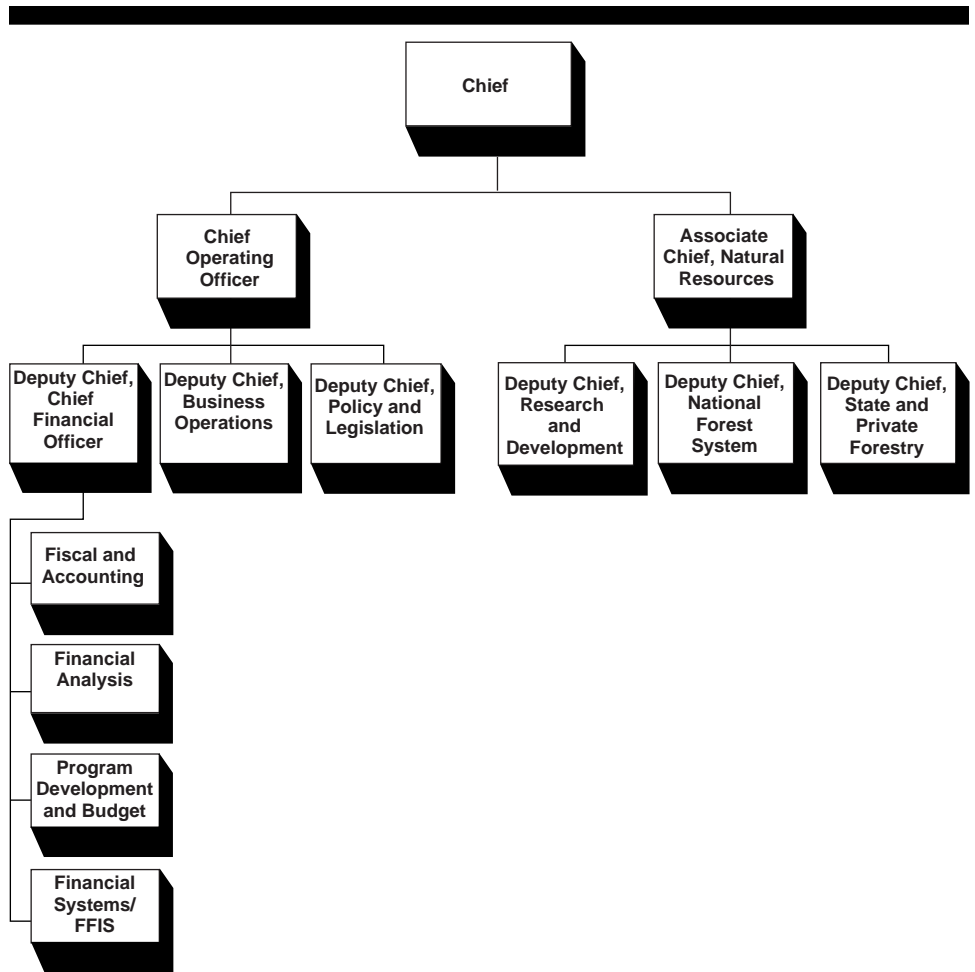 Chief
Chief
Operating
Officer
Associate
Chief, Natural
Resources
Deputy Chief,
Chief
Financial
Officer
Deputy Chief,
Business
Operations
Deputy Chief,
Policy and
Legislation
Deputy Chief,
Research
and
Development
Deputy Chief,
National
Forest
System
Deputy Chief,
State and
Private
Forestry
Fiscal and
Accounting
Financial
Analysis
Program
Development
and Budget
Financial
Systems/
FFIS